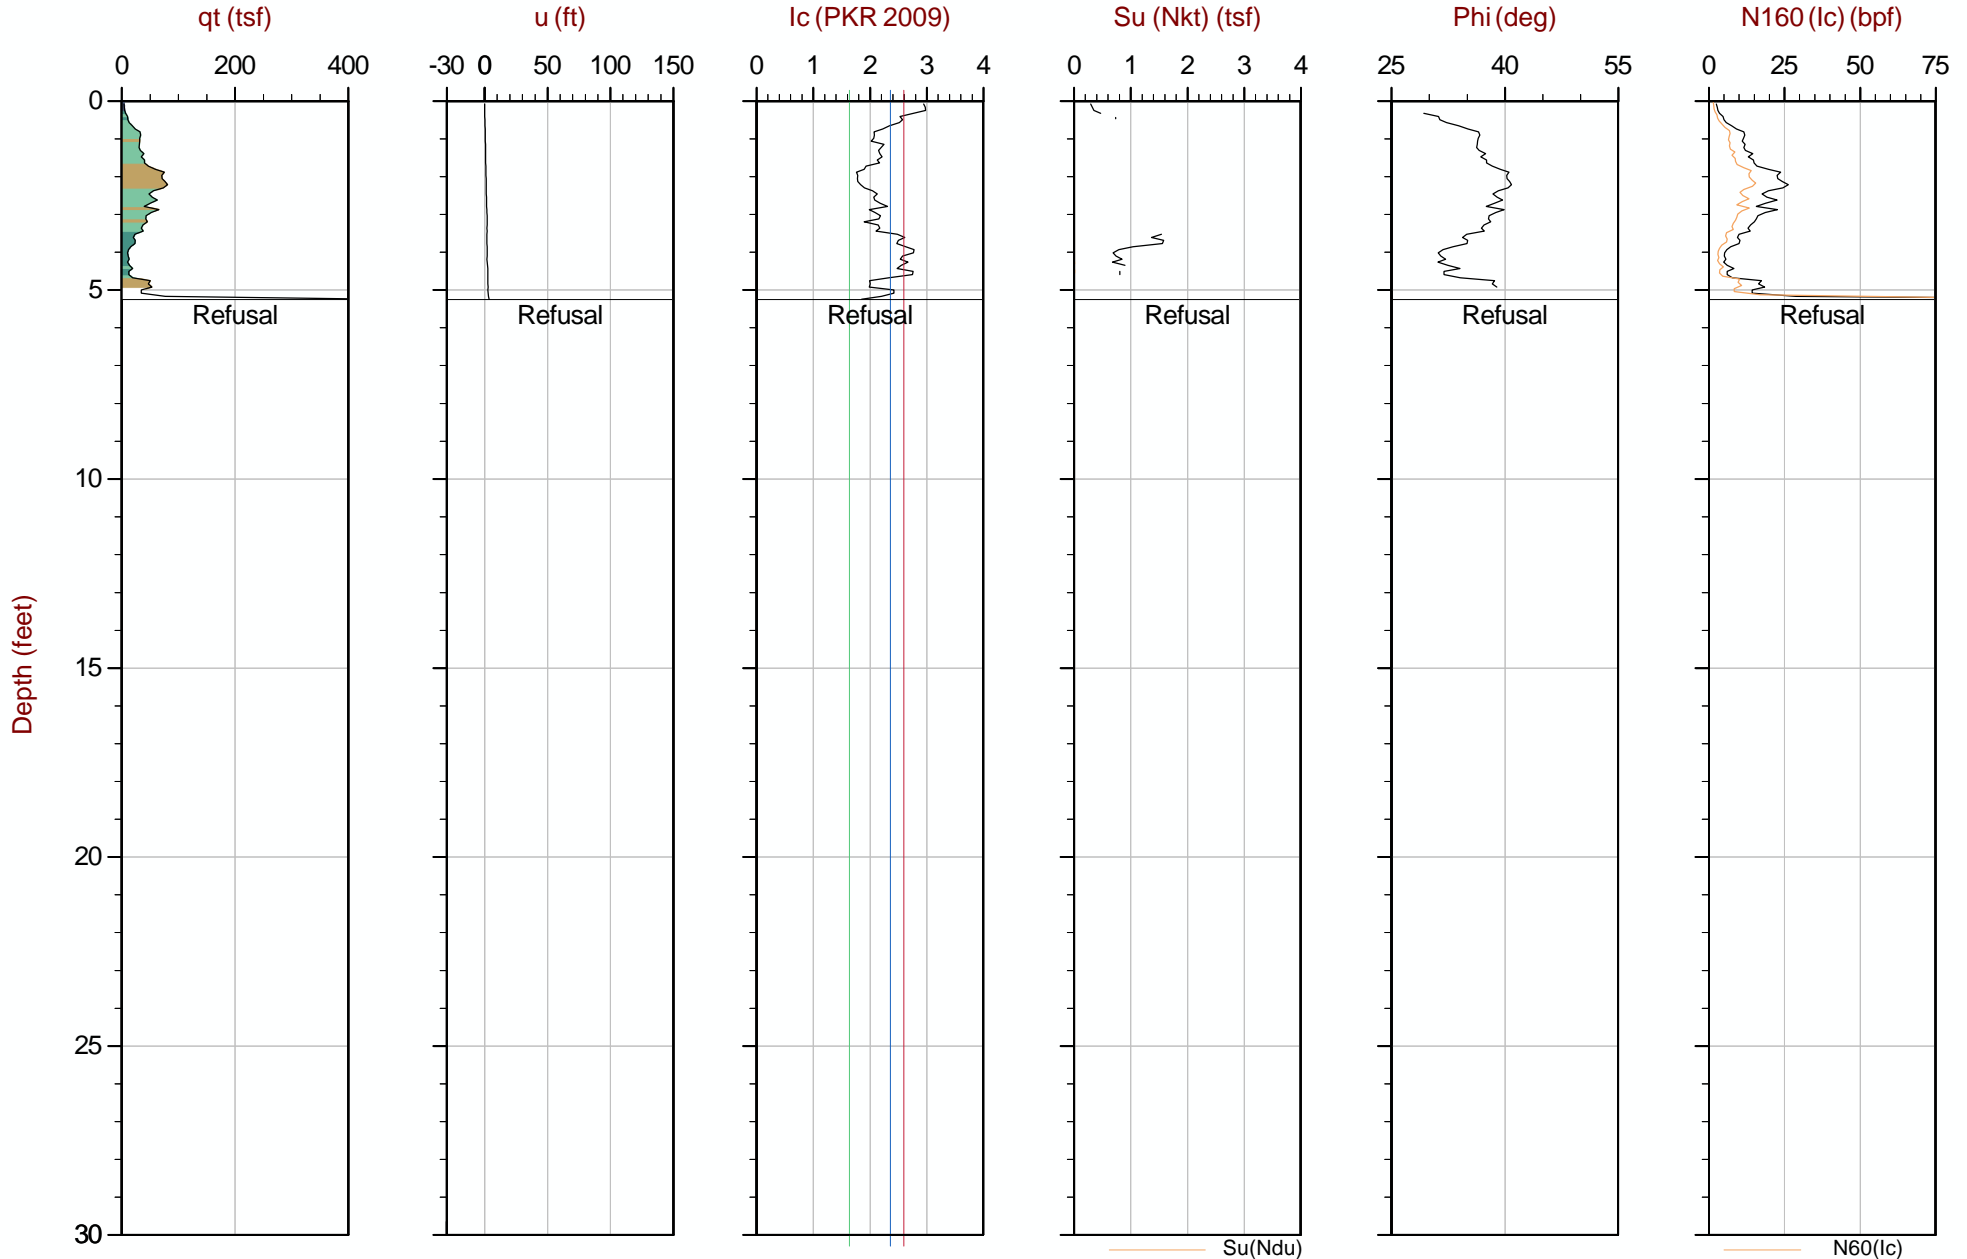 qt (tsf)
u (ft)
Ic (PKR 2009)
Su (Nkt) (tsf)
Phi (deg)
N160 (Ic) (bpf)
0 200 400
-30 0 50 100 150
0 1 2 3 4
0 1 2 3 4
25 40 55
0 25 50 75
0
5
10
15
20
25
30
Depth (feet)
Refusal
Refusal
Refusal
Refusal
Refusal
Refusal
Su(Ndu)
N60(Ic)